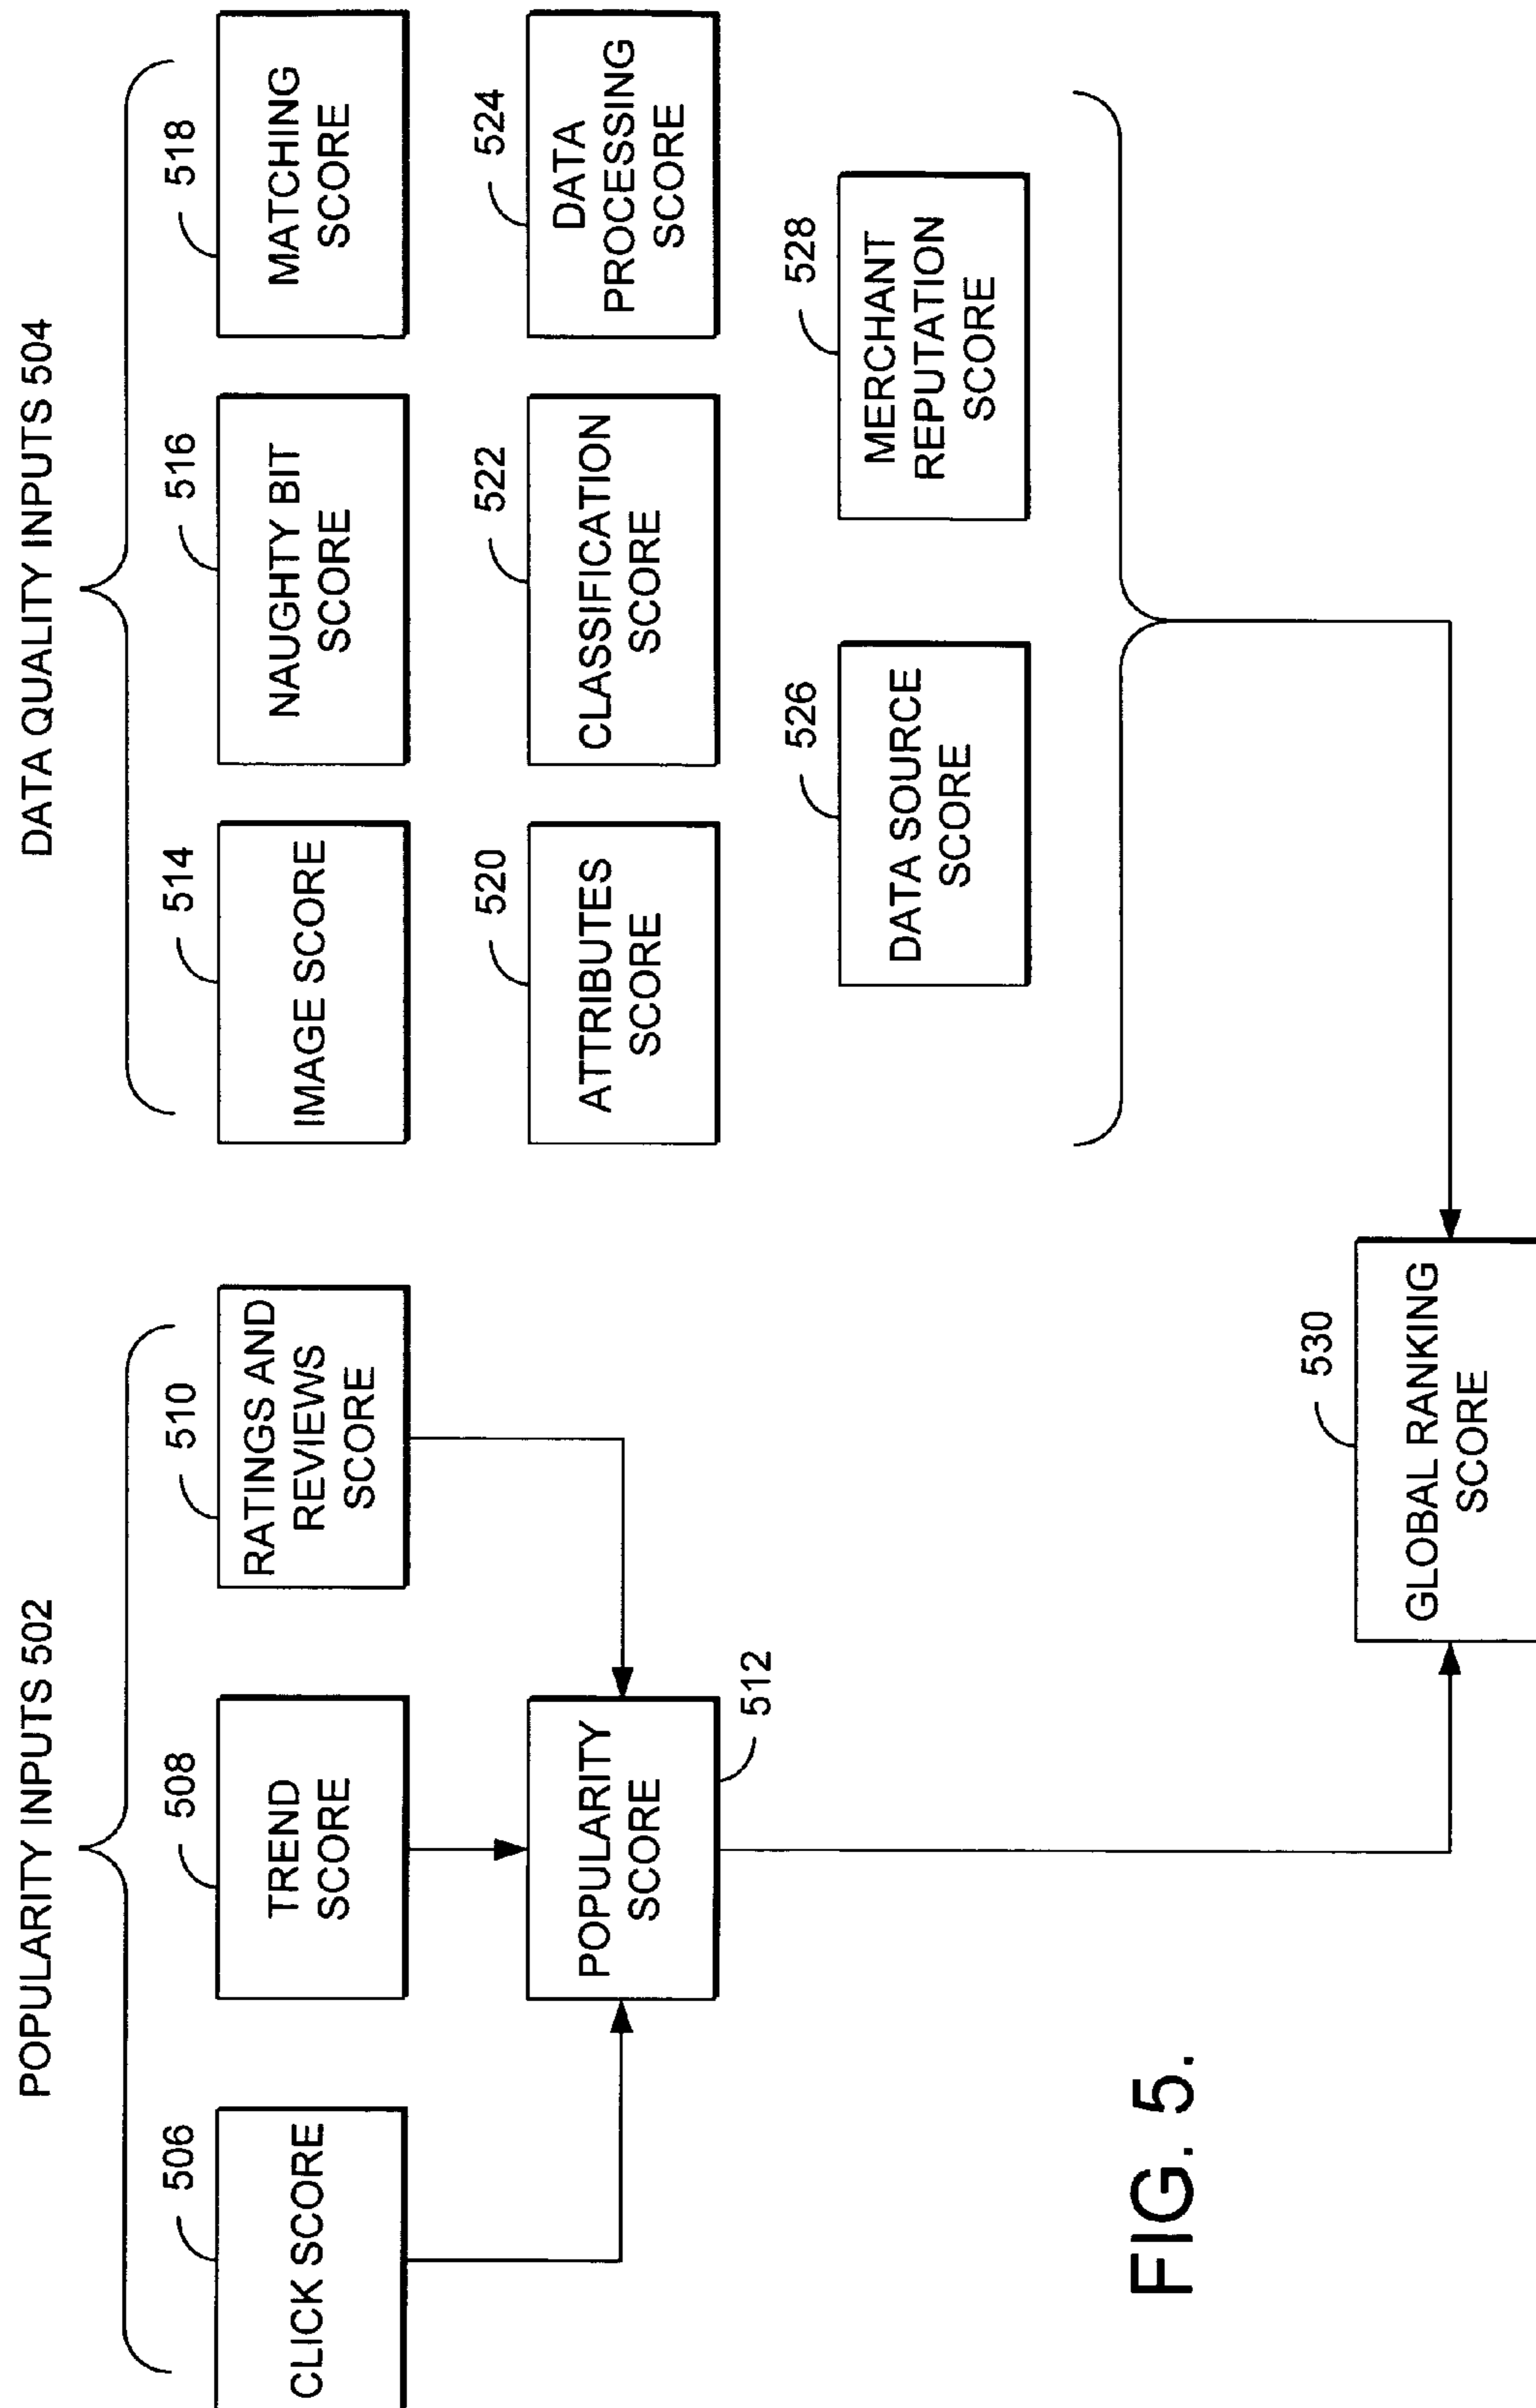 POPULARITY INPUTS 502
DATA QUALITY INPUTS 504
506
CLICK SCORE
508
TREND
SCORE
510
RATINGS AND
REVIEWS
SCORE
514
IMAGE SCORE
516
NAUGHTY BIT
SCORE
518
MATCHING
SCORE
POPULARITY
SCORE
512
520
ATTRIBUTES
SCORE
522
CLASSIFICATION
SCORE
524
DATA
PROCESSING
SCORE
526
DATA SOURCE
SCORE
528
MERCHANT
REPUTATION
SCORE
530
GLOBAL RANKING
SCORE
FIG. 5.